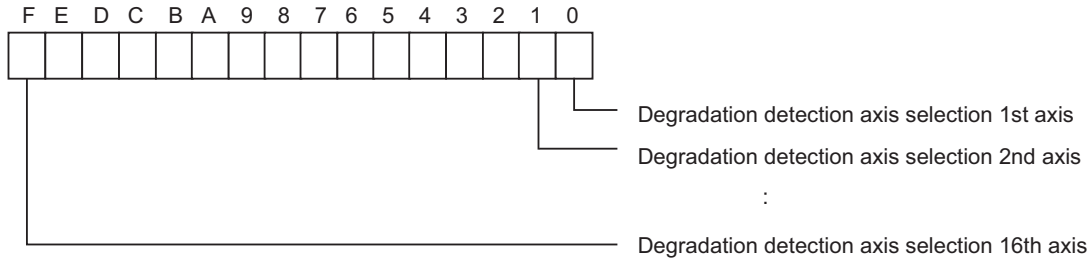 F E D C B A 9 8 7 6 5 4 3 2 1 0
Degradation detection axis selection 1st axis
Degradation detection axis selection 2nd axis
:
Degradation detection axis selection 16th axis